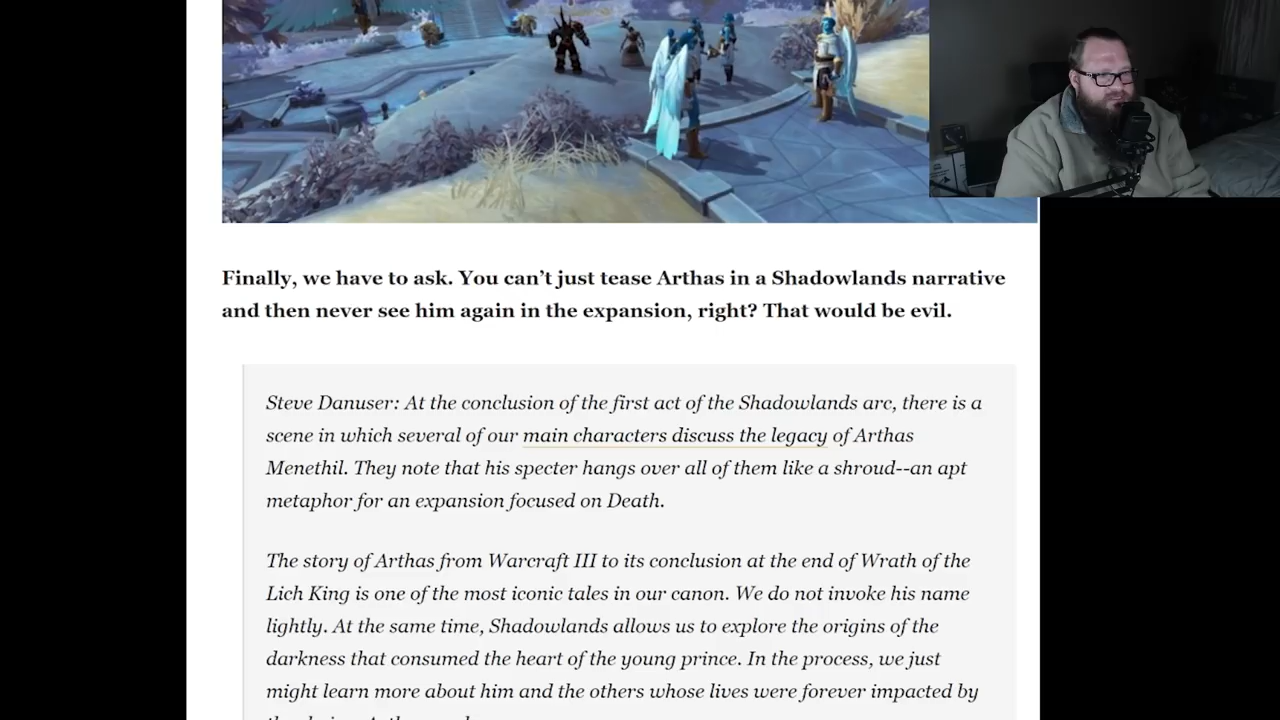 Finally, we have to ask. You can’t just tease Arthas in a Shadowlands narrative
and then never see him again in the expansion, right? That would be evil.
Steve Danuser: At the conclusion of the first act of the Shadowlands arc, there is a
scene in which several of our main characters discuss the legacy of Arthas
Menethil. They note that his specter hangs over all of them like a shroud--an apt
metaphor for an expansion focused on Death.
The story of Arthas from Warcraft III to its conclusion at the end of Wrath of the
Lich King is one of the most iconic tales in our canon. We do not invoke his name
lightly. At the same time, Shadowlands allows us to explore the origins of the
darkness that consumed the heart of the young prince. In the process, we just
might learn more about him and the others whose lives were forever impacted by